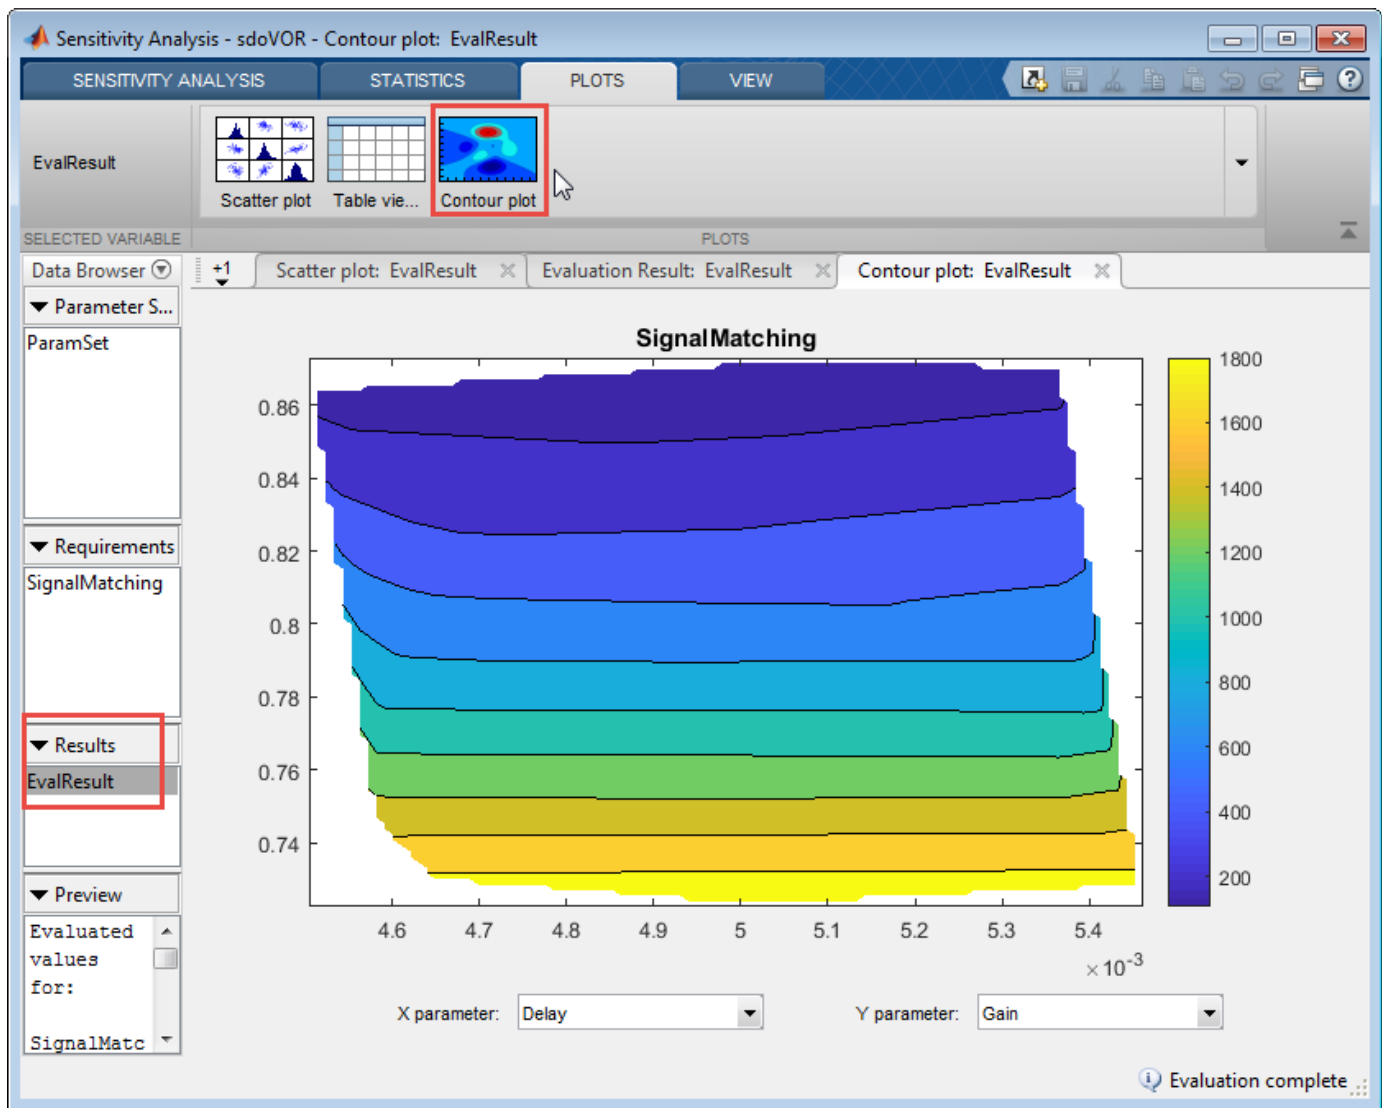 Sensitivity Analysis - sdoVOR - Contour plot: EvalResult
SENSITIVITY ANALYSIS STATISTICS PLOTS VIEW
EvalResult
Scatter plot Table vie... Contour plot
SELECTED VARIABLE PLOTS
Data Browser +1 Scatter plot: EvalResult Evaluation Result: EvalResult Contour plot: EvalResult
Parameter S...
ParamSet
Requirements
SignalMatching
Results
EvalResult
Preview
Evaluated
values
for:
SignalMatc
SignalMatching
0.86
0.84
0.82
0.8
0.78
0.76
0.74
4.6 4.7 4.8 4.9 5 5.1 5.2 5.3 5.4
×10-3
1800
1600
1400
1200
1000
800
600
400
200
X parameter: Delay Y parameter: Gain
Evaluation complete